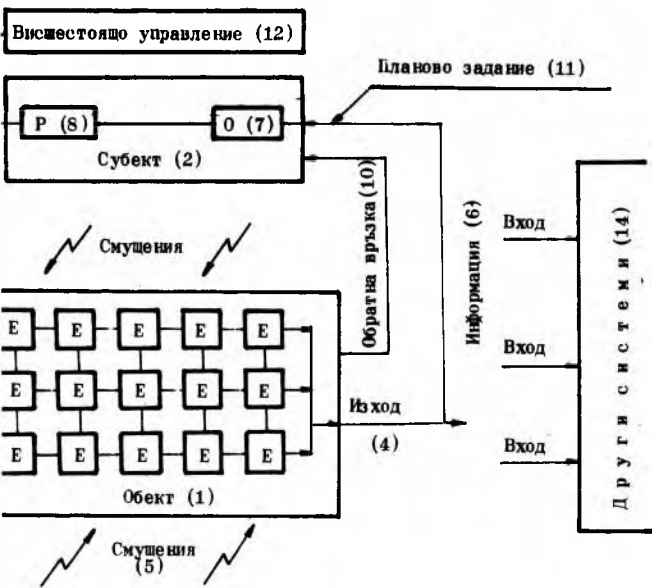 Висшестоящо управление (12)
Планово задание (11)
Р (8)
О (7)
Субект (2)
Обратна връзка (10)
Информация (6)
Други системи (14)
Смущения
Вход
Е Е Е Е Е
Вход
Е Е Е Е Е
Изход
(4)
Вход
Е Е Е Е Е
Обект (1)
Смущения
(5)